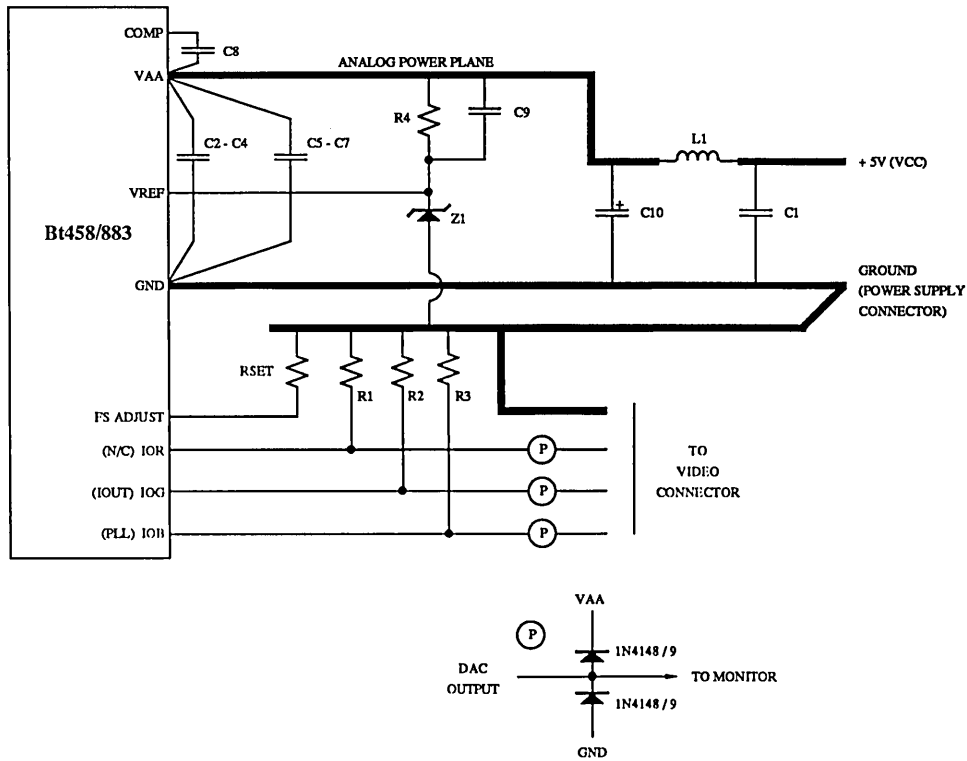 COMP
C8
VAA
ANALOG POWER PLANE
R4
C9
L1
C2 - C4
C5 - C7
+ 5V (VCC)
VREF
Z1
+
C10
C1
Bt458/883
GND
GROUND
(POWER SUPPLY
CONNECTOR)
RSET
R1
R2
R3
FS ADJUST
(N/C) IOR
P
TO
VIDEO
CONNECTOR
(IOUT) IOG
P
(PLL) IOB
P
VAA
P
1N4148 / 9
DAC
OUTPUT
TO MONITOR
1N4148 / 9
GND